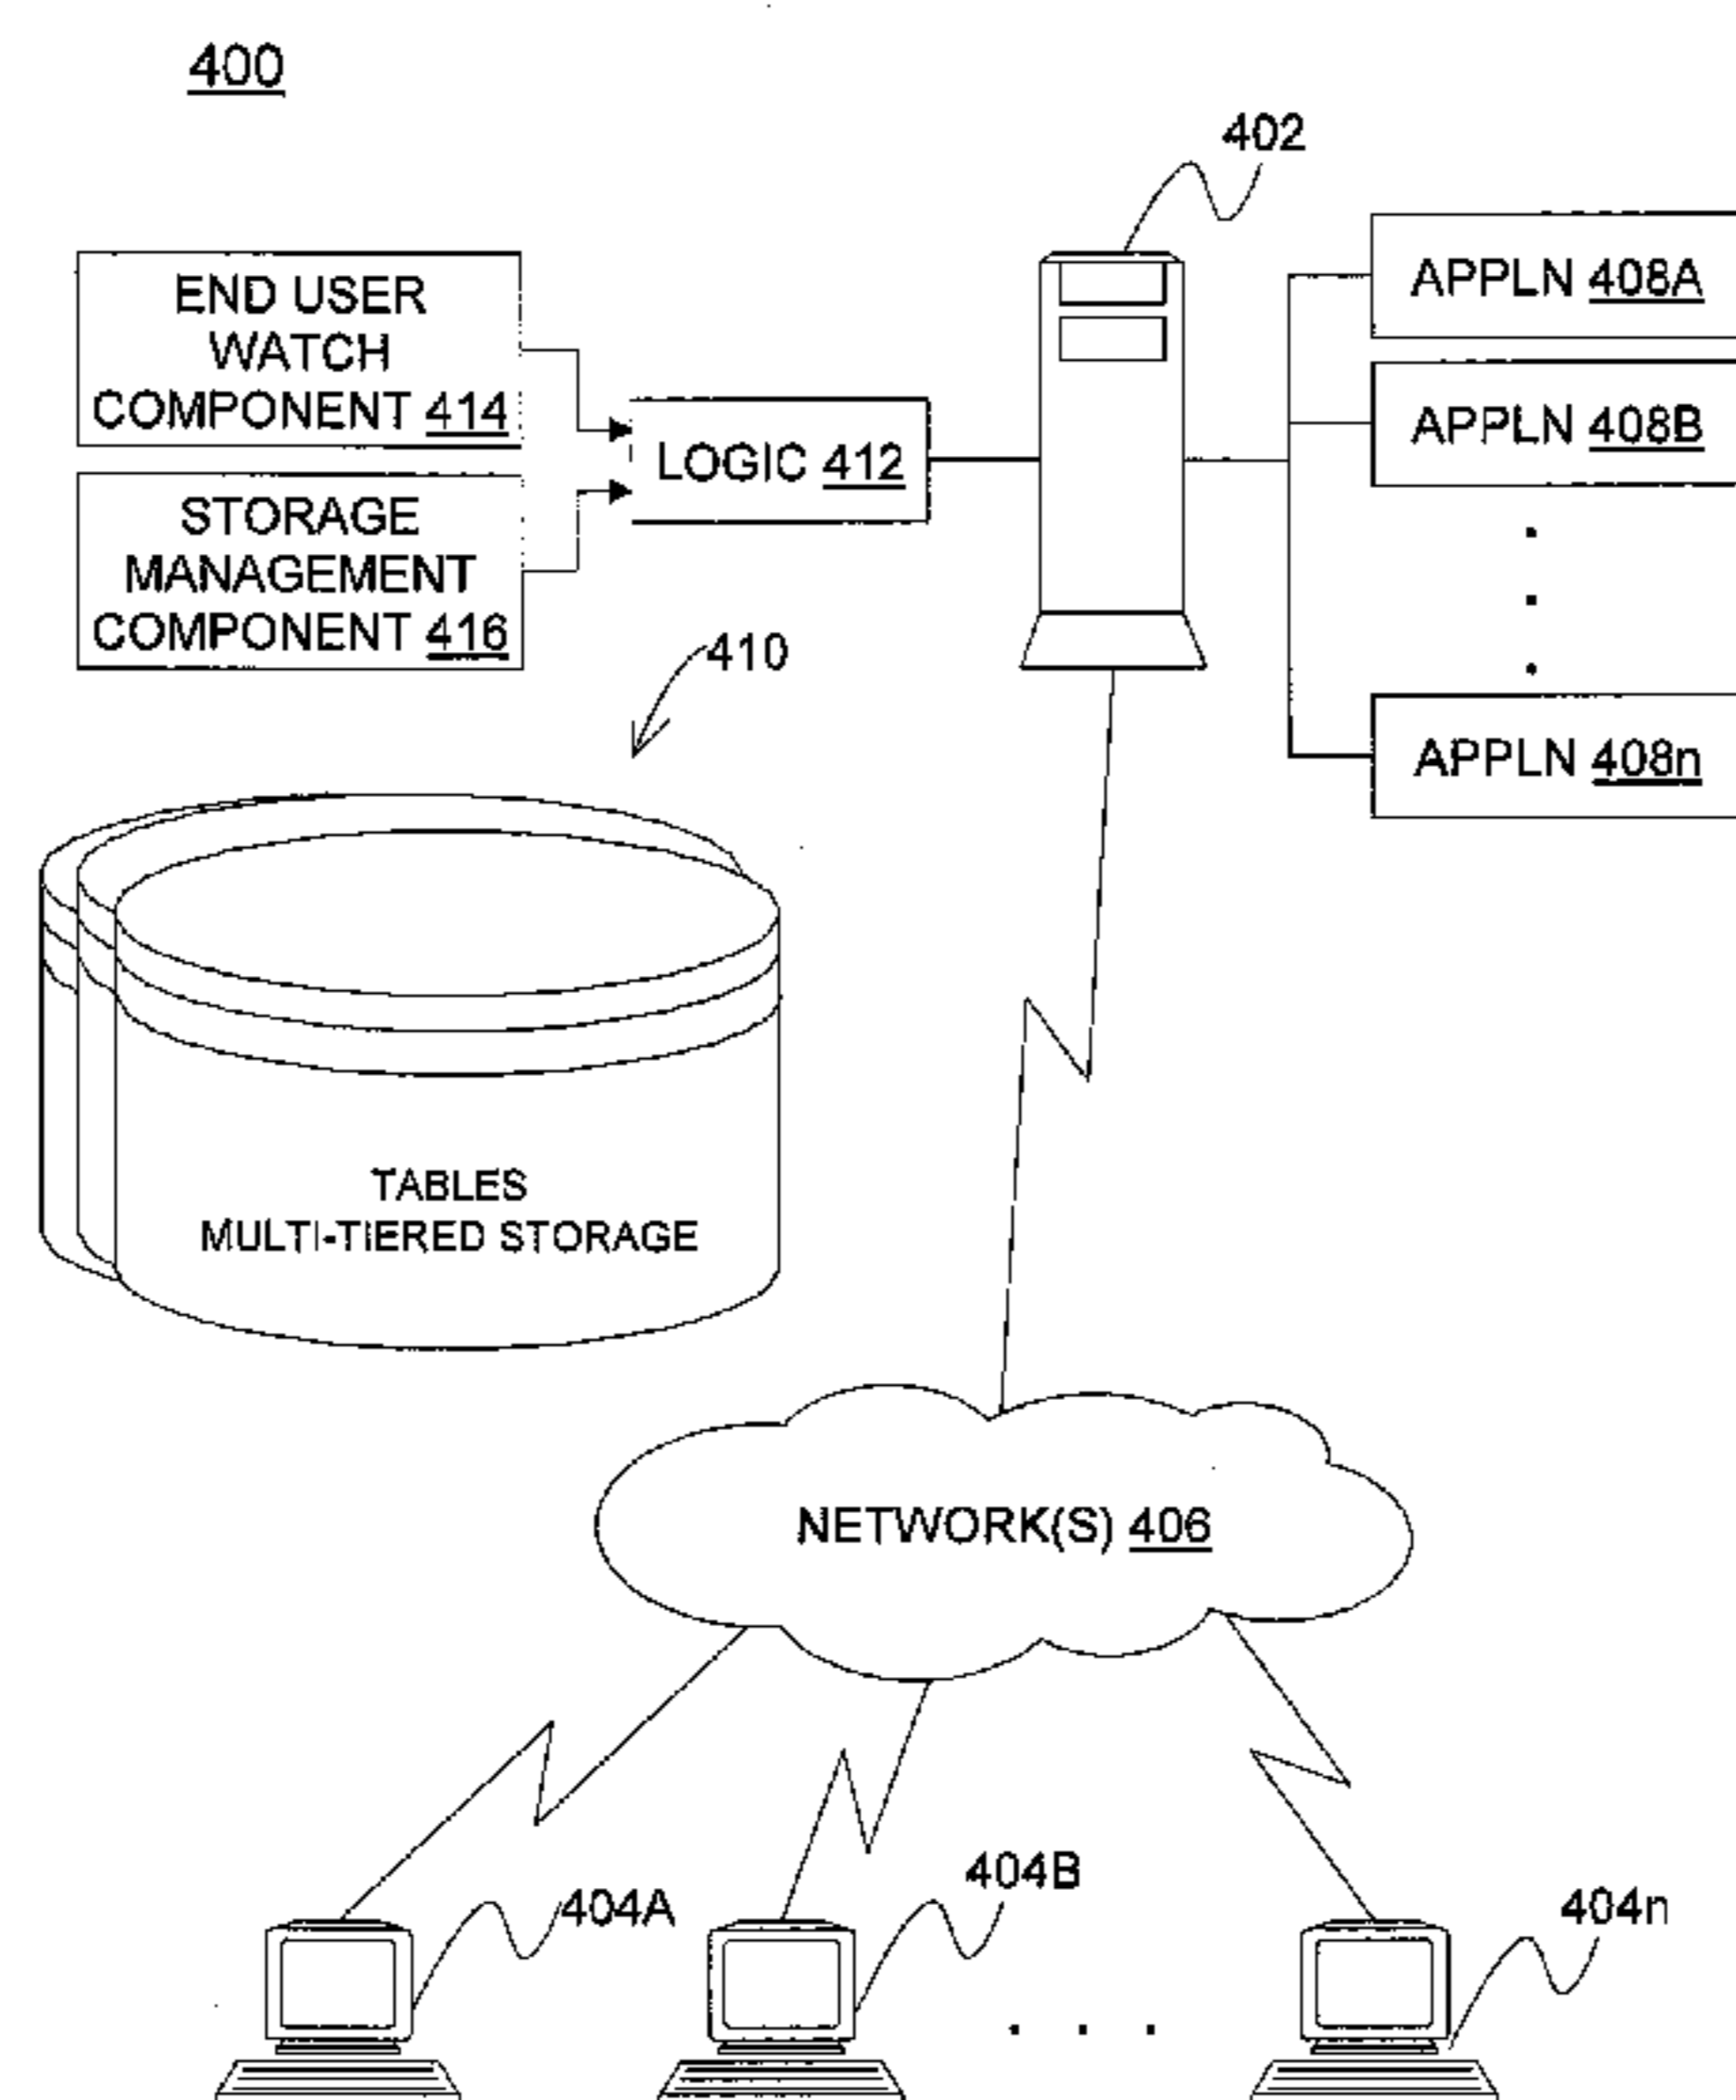 400
402
END USER
WATCH
COMPONENT 414
STORAGE
MANAGEMENT
COMPONENT 416
LOGIC 412
APPLN 408A
APPLN 408B
APPLN 408n
410
TABLES
MULTI-TIERED STORAGE
NETWORK(S) 406
404A
404B
404n